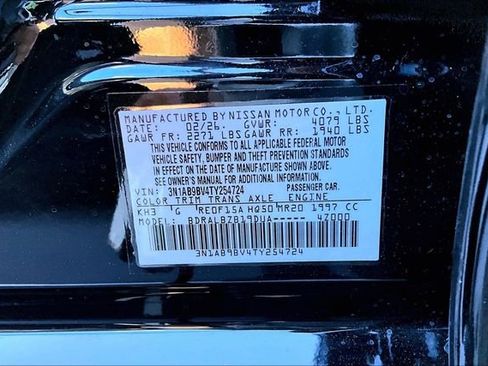 MANUFACTURED BY NISSAN MOTOR CO., LTD.
DATE: 02/26. GVWR: 4079 LBS
GAWR FR: 2271 LBS GAWR RR: 1940 LBS
THIS VEHICLE CONFORMS TO ALL APPLICABLE FEDERAL MOTOR
VEHICLE SAFETY, BUMPER AND THEFT PREVENTION STANDARDS
IN EFFECT ON THE DATE OF MANUFACTURE SHOWN ABOVE.
SEE OWNER'S MANUAL FOR ADDITIONAL INFORMATION.
VIN: 3N1AB9BV4TY254724 PASSENGER CAR.
COLOR TRIM TRANS AXLE ENGINE
KH3 G RE0F15A HQ50 MR20 1997 CC
MODEL: BDRALBZB19DUA----- 47000
3N1AB9BV4TY254724